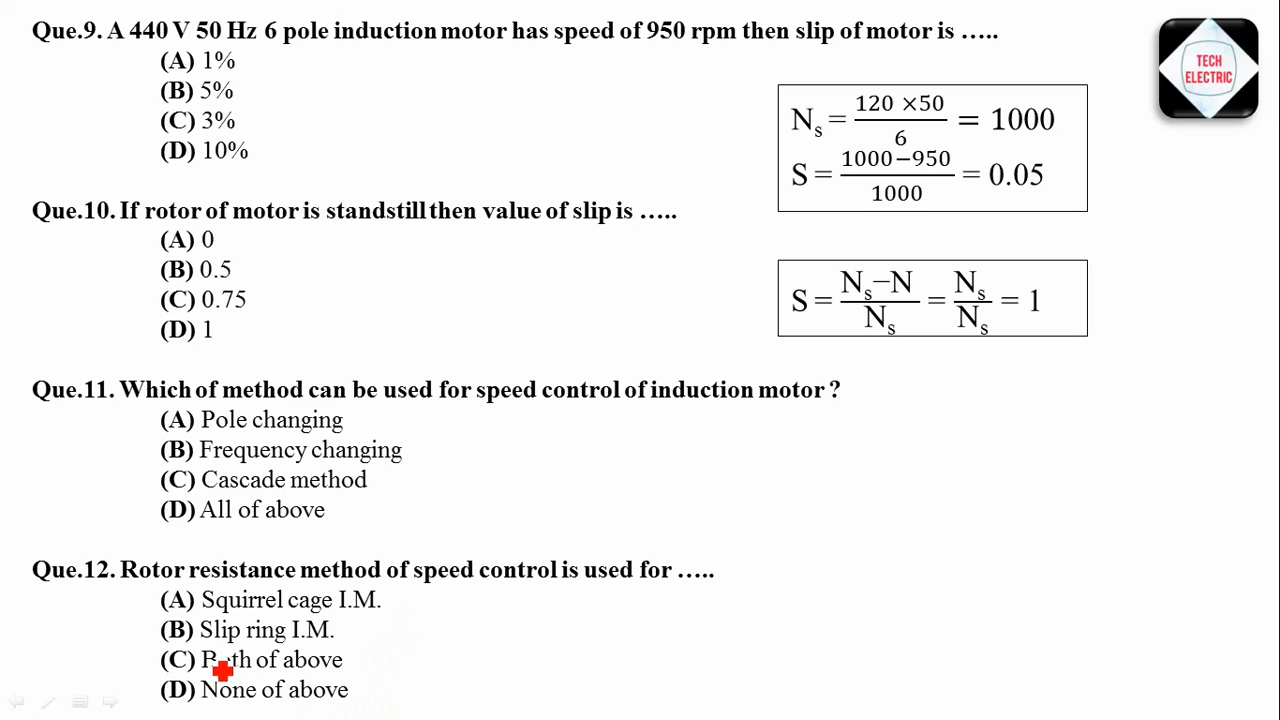 Que.9. A 440 V 50 Hz 6 pole induction motor has speed of 950 rpm then slip of motor is …..
(A) 1%
(B) 5%
(C) 3%
(D) 10%
TECH
ELECTRIC
Nₛ = 120 ×50 / 6 = 1000
S = 1000−950 / 1000 = 0.05
Que.10. If rotor of motor is standstill then value of slip is …..
(A) 0
(B) 0.5
(C) 0.75
(D) 1
S = Nₛ−N / Nₛ = Nₛ / Nₛ = 1
Que.11. Which of method can be used for speed control of induction motor ?
(A) Pole changing
(B) Frequency changing
(C) Cascade method
(D) All of above
Que.12. Rotor resistance method of speed control is used for …..
(A) Squirrel cage I.M.
(B) Slip ring I.M.
(C) Both of above
(D) None of above